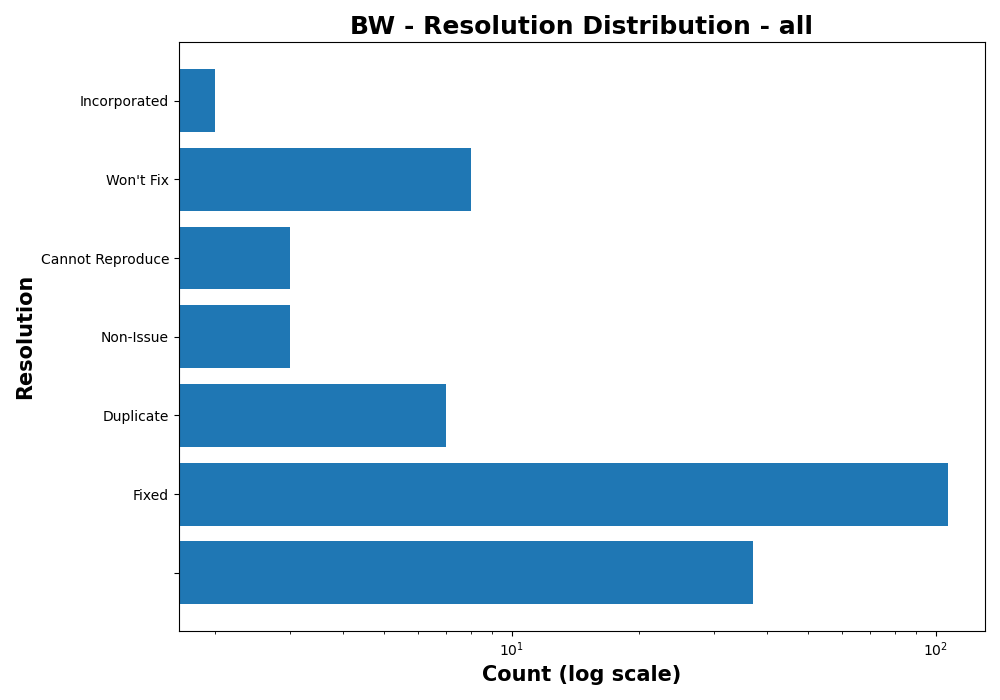 BW - Resolution Distribution - all
Resolution
Incorporated
Won't Fix
Cannot Reproduce
Non-Issue
Duplicate
Fixed
10¹
10²
Count (log scale)